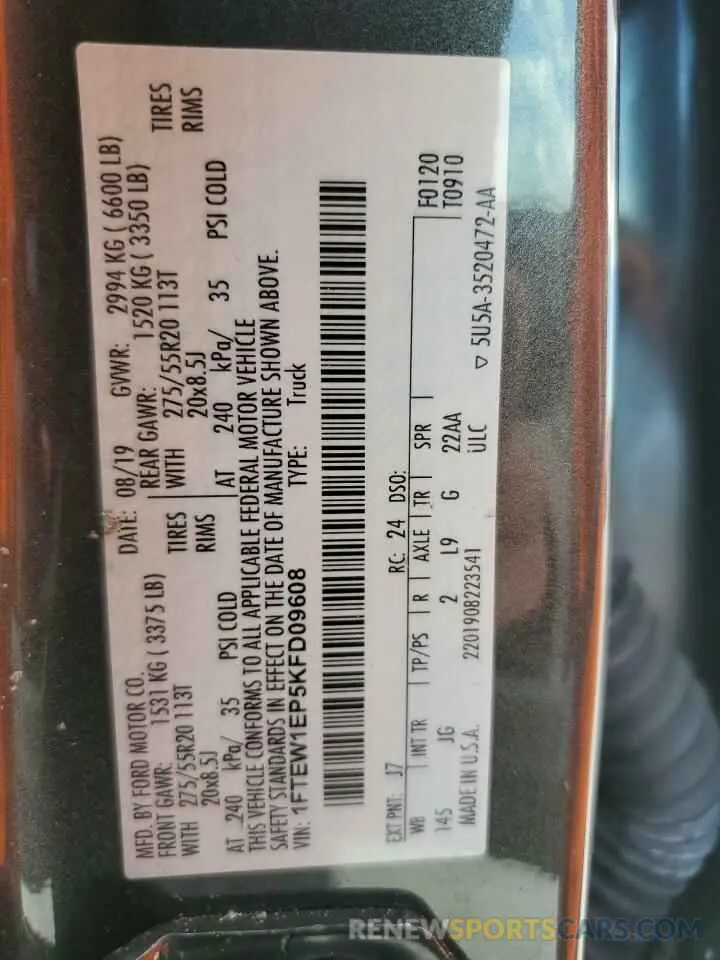 MFD. BY FORD MOTOR CO.
DATE: 08/19 GVWR: 2994 KG ( 6600 LB)
FRONT GAWR: 1531 KG ( 3375 LB)
REAR GAWR: 1520 KG ( 3350 LB)
WITH 275/55R20 113T TIRES
WITH 275/55R20 113T TIRES
20x8.5J RIMS
20x8.5J RIMS
AT 240 kPa/ 35 PSI COLD
AT 240 kPa/ 35 PSI COLD
THIS VEHICLE CONFORMS TO ALL APPLICABLE FEDERAL MOTOR VEHICLE
SAFETY STANDARDS IN EFFECT ON THE DATE OF MANUFACTURE SHOWN ABOVE.
VIN: 1FTEW1EP5KFD09608 TYPE: Truck
EXT PNT: J7 RC: 24 DSO:
WB INT TR TP/PS R AXLE TR SPR F0120
145 JG 2 L9 G 22AA T0910
MADE IN U.S.A. 2201908223541 ULC ▽ 5U5A-3520472-AA
RENEWSPORTSCARS.COM